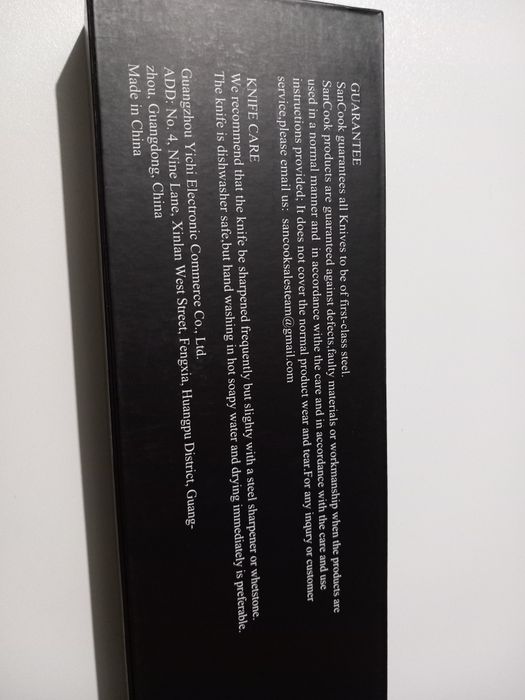 GUARANTEE
SanCook guarantees all Knives to be of first-class steel.
SanCook products are guaranteed against defects,faulty materials or workmanship when the products are
used in a normal manner and in accordance withe the care and in accordance with the care and use
instructions provided; It does not cover the normal product wear and tear.For any inqury or customer
service,please email us: sancooksalesteam@gmail.com
KNIFE CARE
We recommend that the knife be sharpened frequently but slighty with a steel sharpener or whetstone.
The knife is dishwasher safe,but hand washing in hot soapy water and drying immediately is preferable.
Guangzhou Yichi Electronic Commerce Co., Ltd.
ADD: No. 4, Nine Lane, Xinlan West Street, Fengxia, Huangpu District, Guang-
zhou, Guangdong, China
Made in China